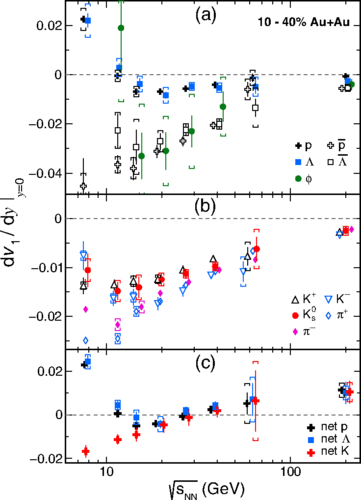 (a)
10 - 40% Au+Au
0.02
0
−0.02
−0.04
p p̅
Λ Λ̅
ϕ
dv₁ / dy |y=0
(b)
0
−0.01
−0.02
K⁺ K⁻
K⁰s π⁺
π⁻
(c)
0.02
0
−0.02
net p
net Λ
net K
10 100 200
√sNN (GeV)